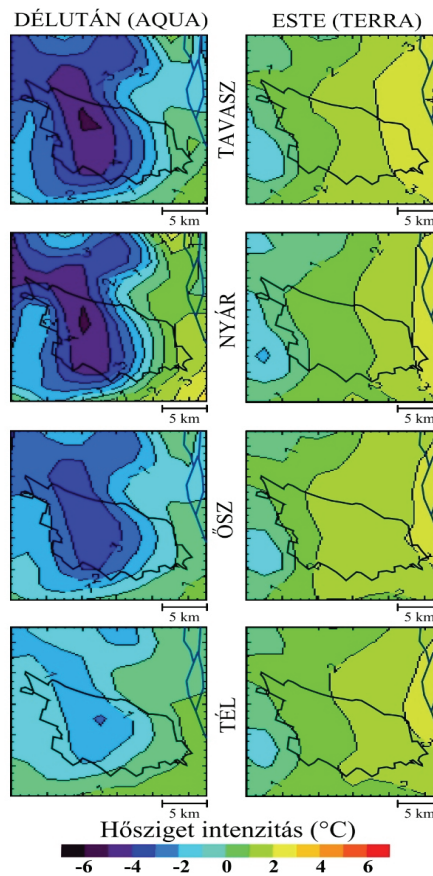 DÉLUTÁN (AQUA)
ESTE (TERRA)
TAVASZ
5 km
5 km
NYÁR
5 km
5 km
ŐSZ
5 km
5 km
TÉL
5 km
5 km
Hősziget intenzitás (°C)
-6 -4 -2 0 2 4 6